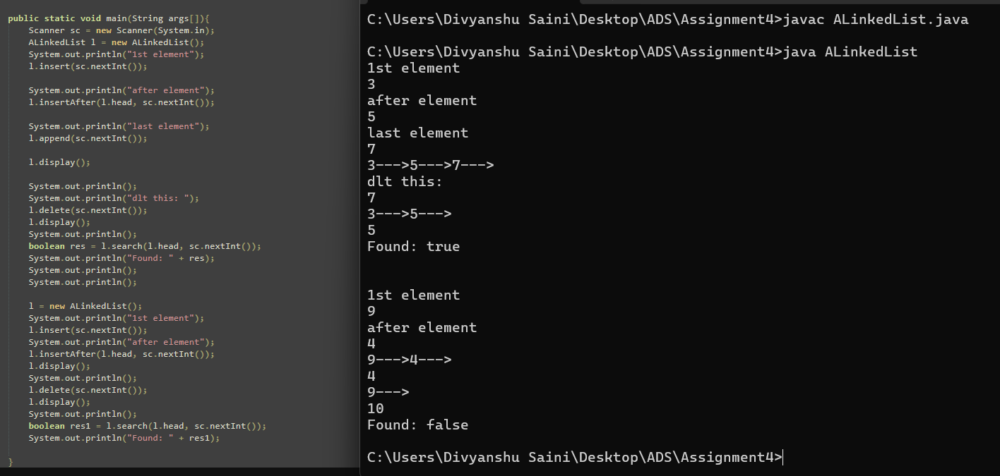 public static void main(String args[]){
    Scanner sc = new Scanner(System.in);
    ALinkedList l = new ALinkedList();
    System.out.println("1st element");
    l.insert(sc.nextInt());

    System.out.println("after element");
    l.insertAfter(l.head, sc.nextInt());

    System.out.println("last element");
    l.append(sc.nextInt());

    l.display();

    System.out.println();
    System.out.println("dlt this: ");
    l.delete(sc.nextInt());
    l.display();
    System.out.println();
    boolean res = l.search(l.head, sc.nextInt());
    System.out.println("Found: " + res);
    System.out.println();
    System.out.println();

    l = new ALinkedList();
    System.out.println("1st element");
    l.insert(sc.nextInt());
    System.out.println("after element");
    l.insertAfter(l.head, sc.nextInt());
    l.display();
    System.out.println();
    l.delete(sc.nextInt());
    l.display();
    System.out.println();
    boolean res1 = l.search(l.head, sc.nextInt());
    System.out.println("Found: " + res1);

}
C:\Users\Divyanshu Saini\Desktop\ADS\Assignment4>javac ALinkedList.java

C:\Users\Divyanshu Saini\Desktop\ADS\Assignment4>java ALinkedList
1st element
3
after element
5
last element
7
3--->5--->7--->
dlt this:
7
3--->5--->
5
Found: true


1st element
9
after element
4
9--->4--->
4
9--->
10
Found: false

C:\Users\Divyanshu Saini\Desktop\ADS\Assignment4>